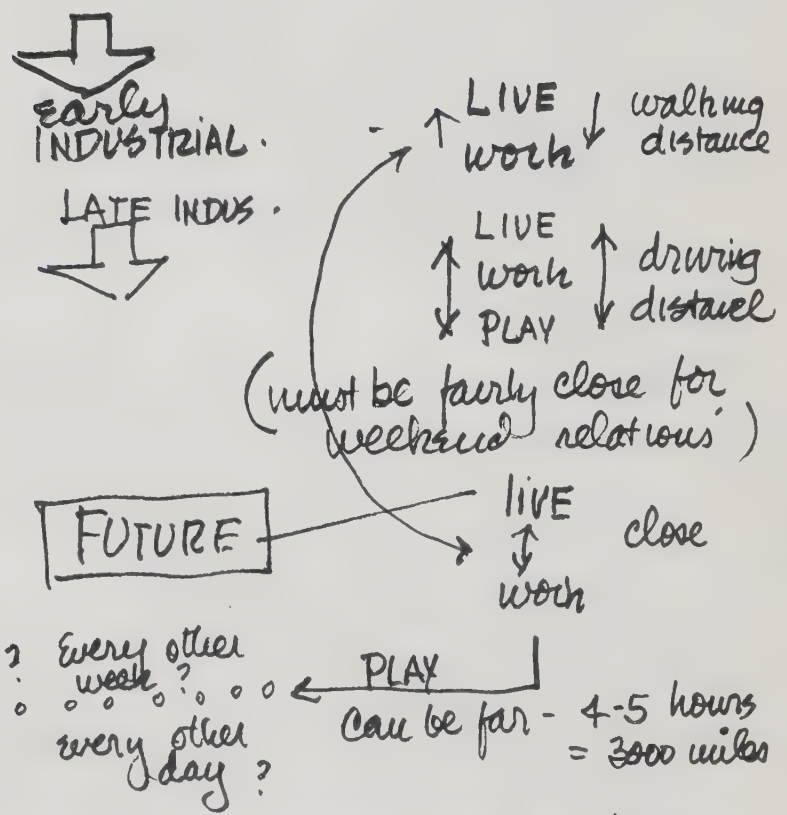 early
INDUSTRIAL.
LIVE
work
walking
distance
LATE INDUS.
LIVE
work
PLAY
driving
distance
(must be fairly close for
weekend relations)
FUTURE
live
work
close
? Every other
week?
every other
day?
PLAY
can be far - 4-5 hours
= 3000 miles